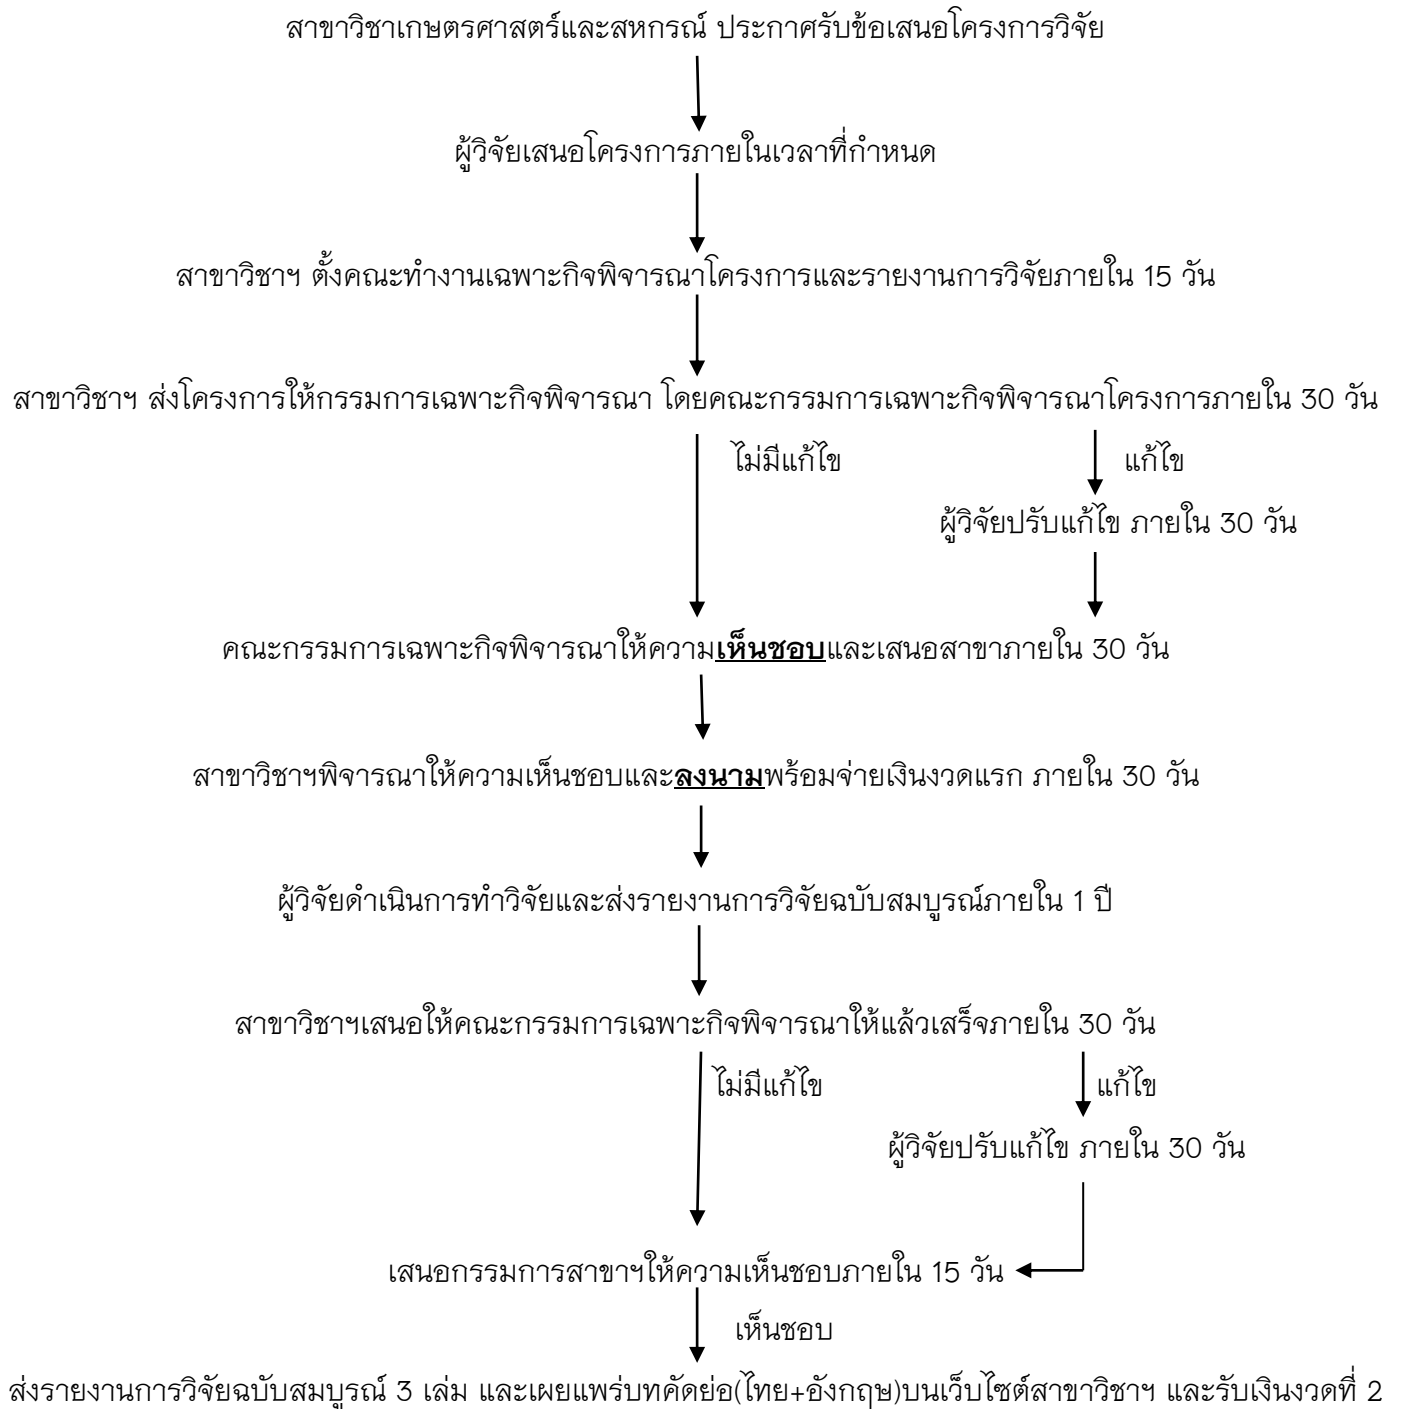 สาขาวิชาเกษตรศาสตร์และสหกรณ์ ประกาศรับข้อเสนอโครงการวิจัย
ผู้วิจัยเสนอโครงการภายในเวลาที่กำหนด
สาขาวิชาฯ ตั้งคณะทำงานเฉพาะกิจพิจารณาโครงการและรายงานการวิจัยภายใน 15 วัน
สาขาวิชาฯ ส่งโครงการให้กรรมการเฉพาะกิจพิจารณา โดยคณะกรรมการเฉพาะกิจพิจารณาโครงการภายใน 30 วัน
ไม่มีแก้ไข
แก้ไข
ผู้วิจัยปรับแก้ไข ภายใน 30 วัน
คณะกรรมการเฉพาะกิจพิจารณาให้ความเห็นชอบและเสนอสาขาภายใน 30 วัน
สาขาวิชาฯพิจารณาให้ความเห็นชอบและลงนามพร้อมจ่ายเงินงวดแรก ภายใน 30 วัน
ผู้วิจัยดำเนินการทำวิจัยและส่งรายงานการวิจัยฉบับสมบูรณ์ภายใน 1 ปี
สาขาวิชาฯเสนอให้คณะกรรมการเฉพาะกิจพิจารณาให้แล้วเสร็จภายใน 30 วัน
ไม่มีแก้ไข
แก้ไข
ผู้วิจัยปรับแก้ไข ภายใน 30 วัน
เสนอกรรมการสาขาฯให้ความเห็นชอบภายใน 15 วัน
เห็นชอบ
ส่งรายงานการวิจัยฉบับสมบูรณ์ 3 เล่ม และเผยแพร่บทคัดย่อ(ไทย+อังกฤษ)บนเว็บไซต์สาขาวิชาฯ และรับเงินงวดที่ 2